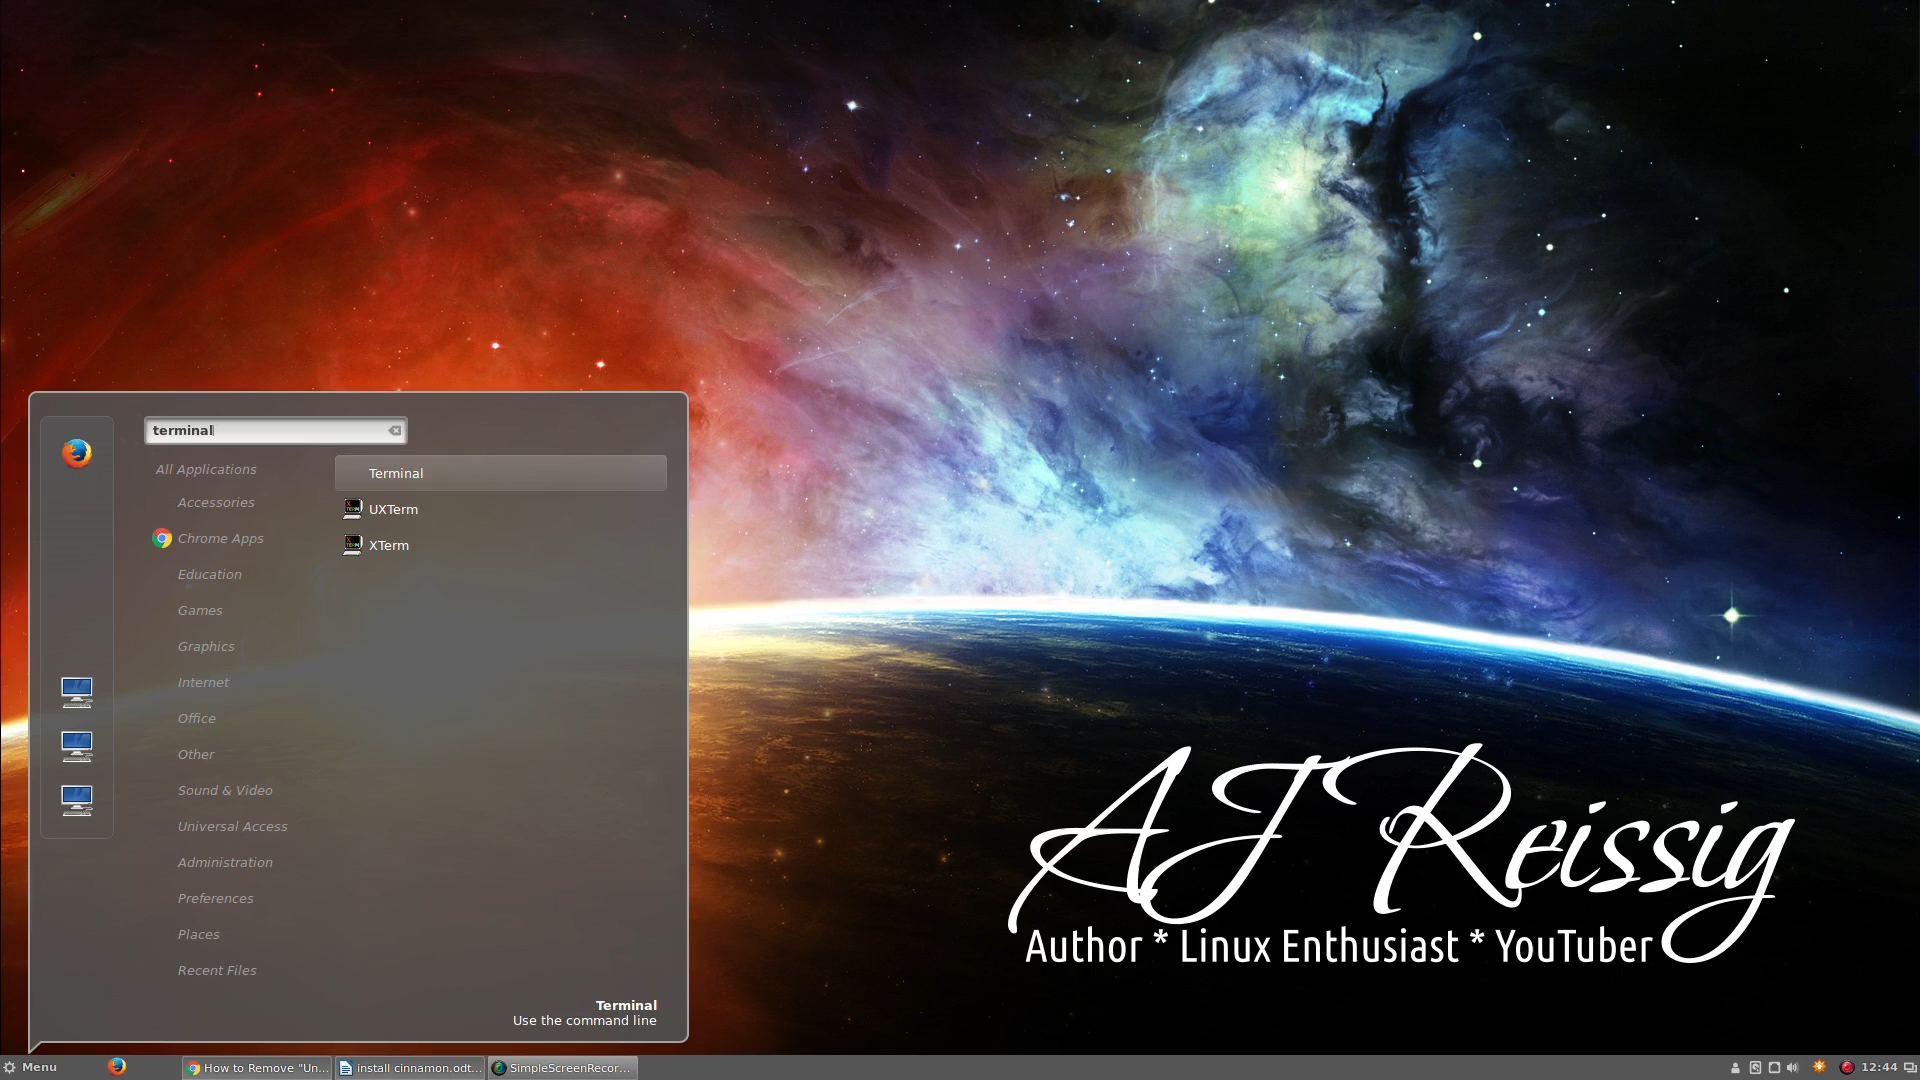 terminal
All Applications
Accessories
Chrome Apps
Education
Games
Graphics
Internet
Office
Other
Sound & Video
Universal Access
Administration
Preferences
Places
Recent Files
Terminal
UXTerm
XTerm
Terminal
Use the command line
AJ Reissig
Author * Linux Enthusiast * YouTuber
Menu
How to Remove "Un...
install cinnamon.odt...
SimpleScreenRecor...
12:44